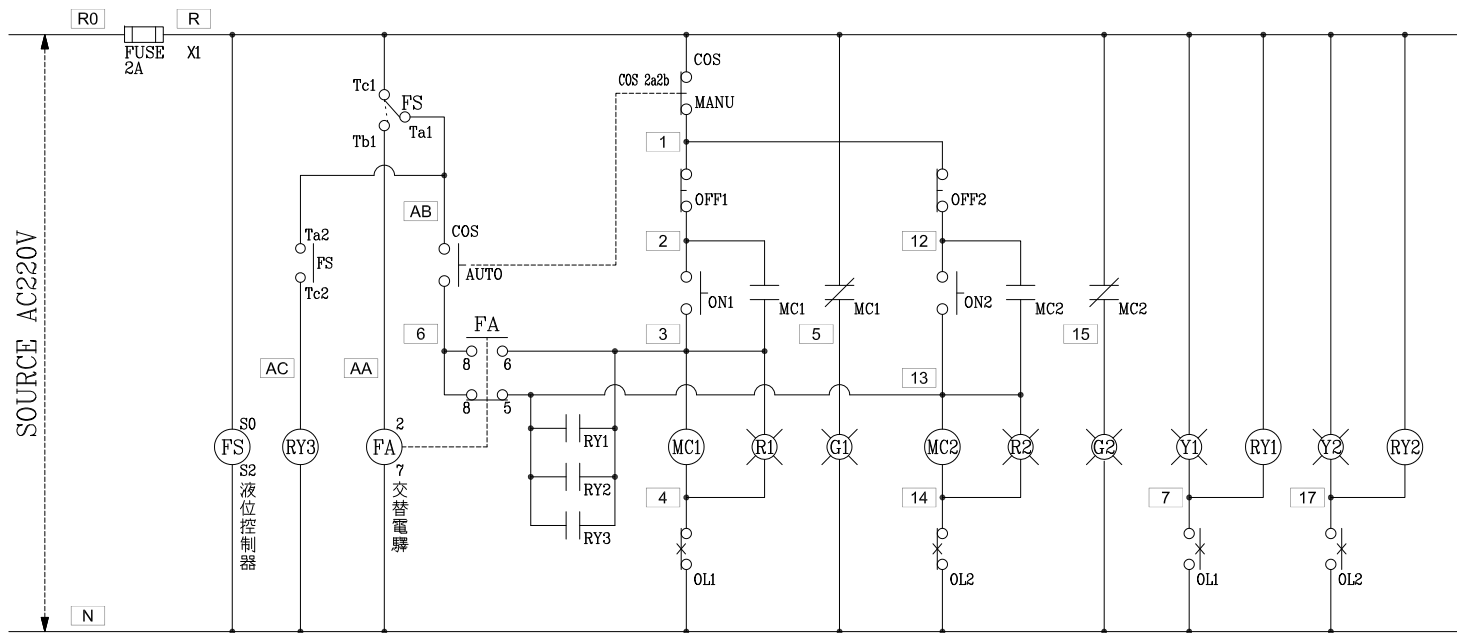 R0
R
FUSE
2A
X1
COS
COS 2a2b
MANU
Tc1
FS
Ta1
Tb1
1
OFF1
OFF2
AB
COS
AUTO
2
12
Ta2
FS
Tc2
ON1
MC1
MC1
ON2
MC2
MC2
SOURCE AC220V
6
FA
3
5
15
8
6
AC
AA
13
8
5
S0
FS
S2
液位控制器
RY3
2
FA
7
交替電驛
RY1
RY2
RY3
MC1
R1
G1
MC2
R2
G2
Y1
RY1
Y2
RY2
4
14
7
17
OL1
OL2
OL1
OL2
N